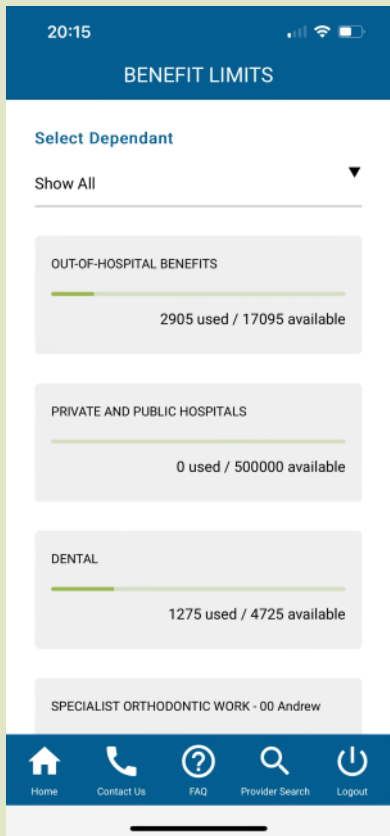 20:15
BENEFIT LIMITS
Select Dependant
Show All
OUT-OF-HOSPITAL BENEFITS
2905 used / 17095 available
PRIVATE AND PUBLIC HOSPITALS
0 used / 500000 available
DENTAL
1275 used / 4725 available
SPECIALIST ORTHODONTIC WORK - 00 Andrew
Home Contact Us FAQ Provider Search Logout